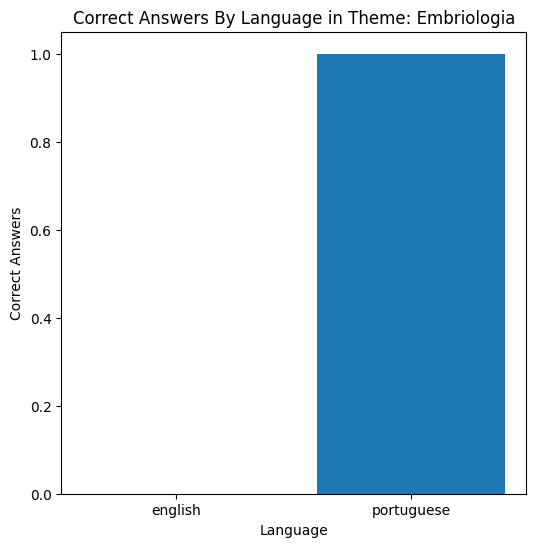 Correct Answers By Language in Theme: Embriologia
1.0
0.8
0.6
0.4
0.2
0.0
Correct Answers
english
portuguese
Language